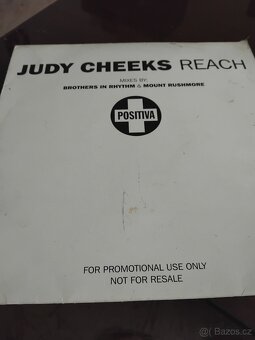 JUDY CHEEKS REACH
MIXES BY:
BROTHERS IN RHYTHM & MOUNT RUSHMORE
POSITIVA
FOR PROMOTIONAL USE ONLY
NOT FOR RESALE
Bazoš.cz